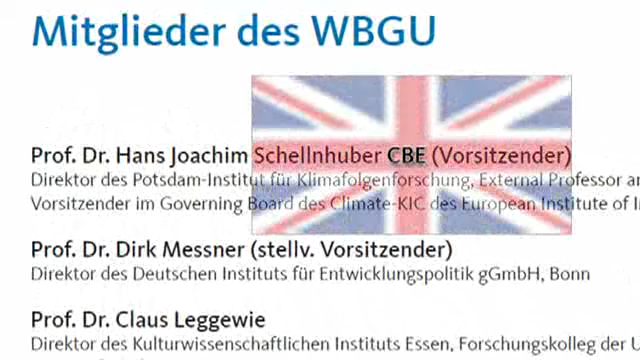 Mitglieder des WBGU
Prof. Dr. Hans Joachim Schellnhuber CBE (Vorsitzender)
Direktor des Potsdam-Institut für Klimafolgenforschung, External Professor
Vorsitzender im Governing Board des Climate-KIC des European Institute of
Prof. Dr. Dirk Messner (stellv. Vorsitzender)
Direktor des Deutschen Instituts für Entwicklungspolitik gGmbH, Bonn
Prof. Dr. Claus Leggewie
Direktor des Kulturwissenschaftlichen Instituts Essen, Forschungskolleg der